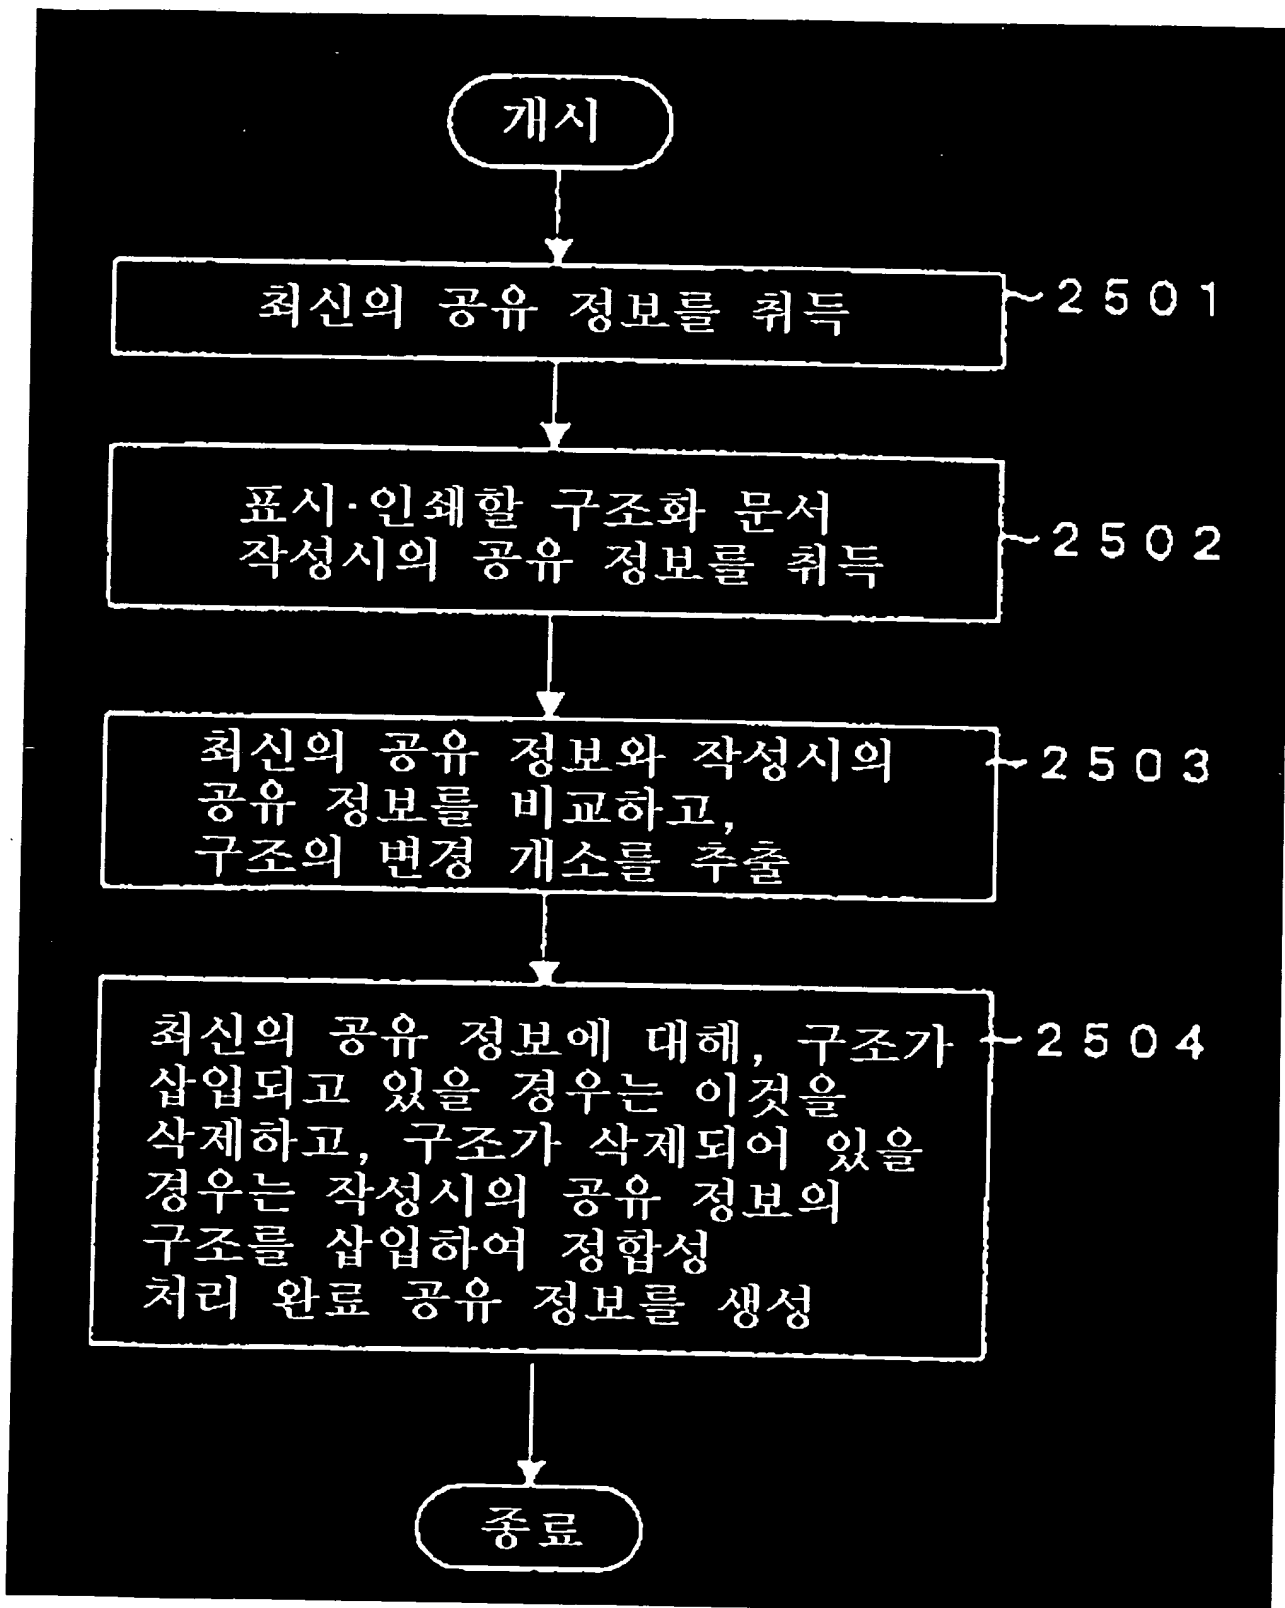 개시
최신의 공유 정보를 취득
2501
표시·인쇄할 구조화 문서
작성시의 공유 정보를 취득
2502
최신의 공유 정보와 작성시의
공유 정보를 비교하고,
구조의 변경 개소를 추출
2503
최신의 공유 정보에 대해, 구조가
삽입되고 있을 경우는 이것을
삭제하고, 구조가 삭제되어 있을
경우는 작성시의 공유 정보의
구조를 삽입하여 정합성
처리 완료 공유 정보를 생성
2504
종료